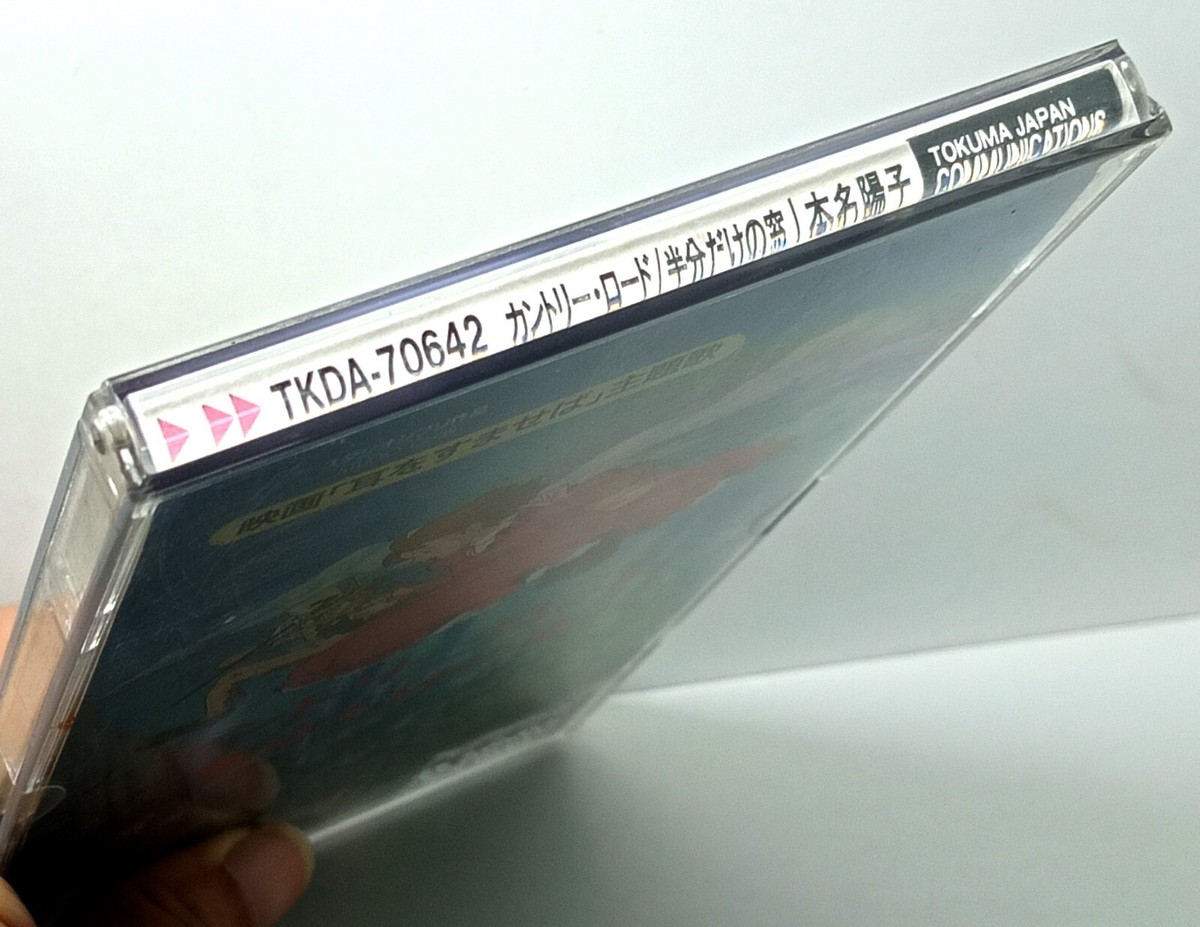 TKDA-70642 カントリー・ロード/半分だけの窓/本名陽子
TOKUMA JAPAN
COMMUNICATIONS
映画「耳をすませば」主題歌